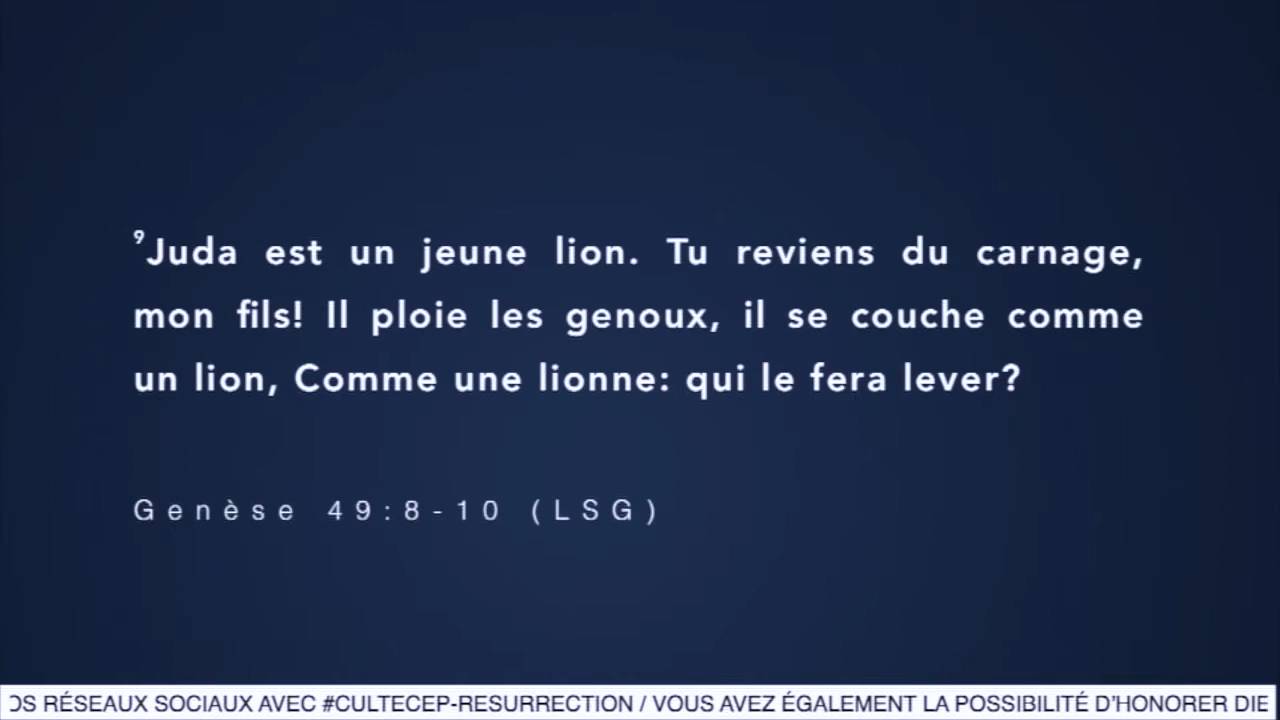 ⁹Juda est un jeune lion. Tu reviens du carnage,
mon fils! Il ploie les genoux, il se couche comme
un lion, Comme une lionne: qui le fera lever?
Genèse 49:8-10 (LSG)
RÉSEAUX SOCIAUX AVEC #CULTECEP-RESURRECTION / VOUS AVEZ ÉGALEMENT LA POSSIBILITÉ D'HONORER DIE